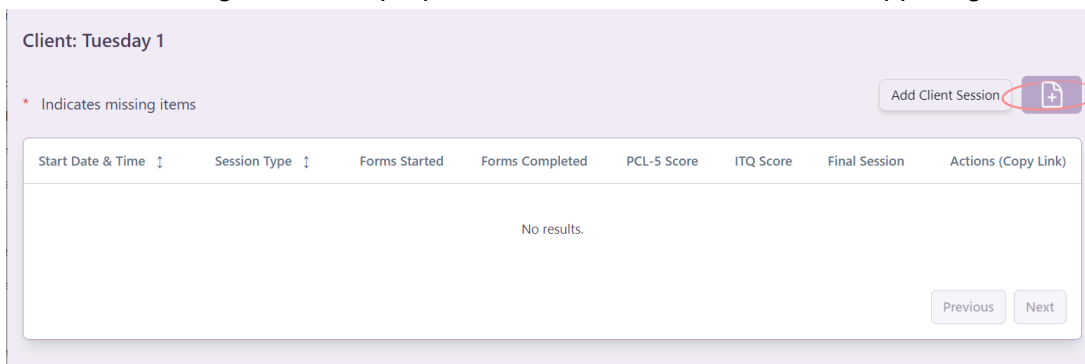 Client: Tuesday 1
Add Client Session
* Indicates missing items
Start Date & Time Session Type Forms Started Forms Completed PCL-5 Score ITQ Score Final Session Actions (Copy Link)
No results.
Previous Next